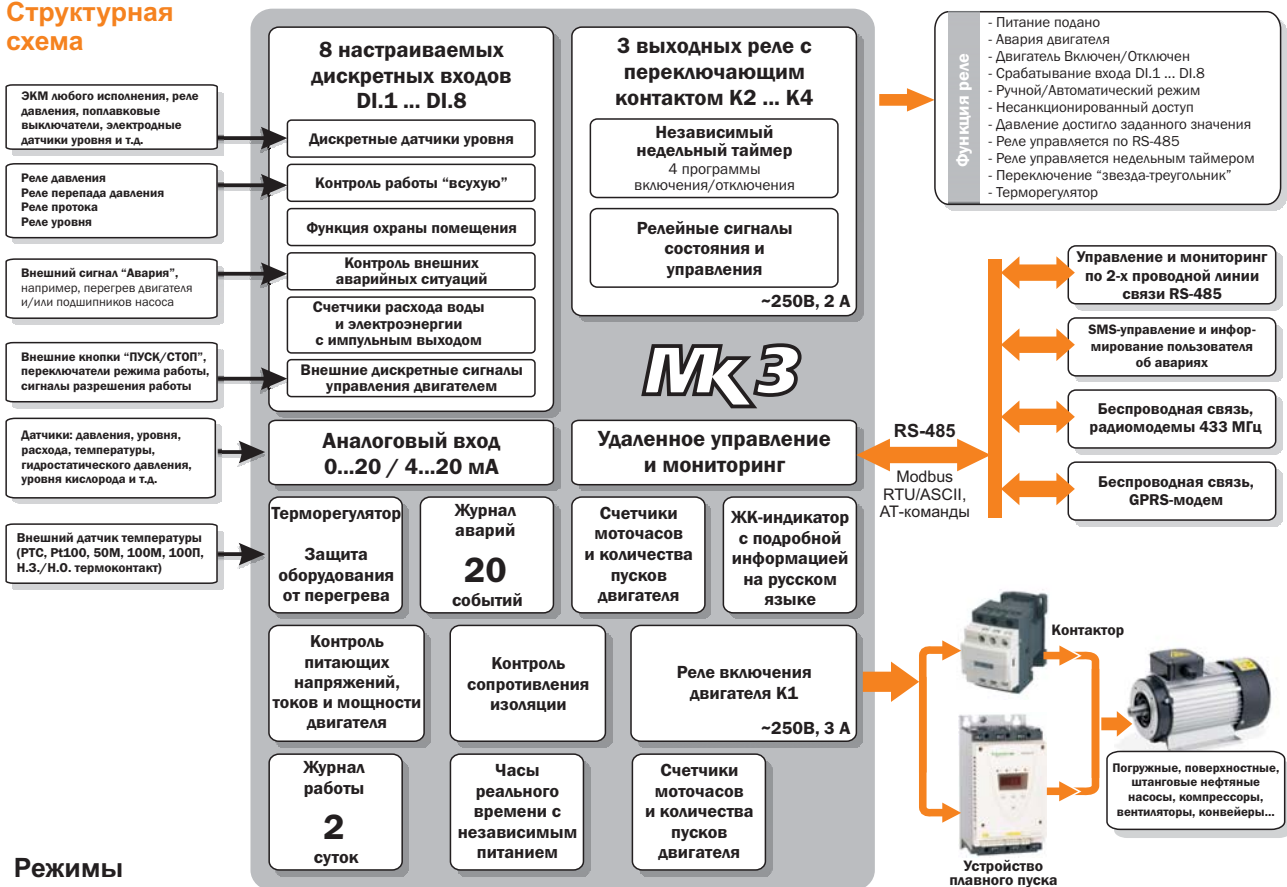 Структурная
схема
ЭКМ любого исполнения, реле
давления, поплавковые
выключатели, электродные
датчики уровня и т.д.
Реле давления
Реле перепада давления
Реле протока
Реле уровня
Внешний сигнал “Авария”,
например, перегрев двигателя
и/или подшипников насоса
Внешние кнопки “ПУСК/СТОП”,
переключатели режима работы,
сигналы разрешения работы
Датчики: давления, уровня,
расхода, температуры,
гидростатического давления,
уровня кислорода и т.д.
Внешний датчик температуры
(PTC, Pt100, 50М, 100М, 100П,
Н.З./Н.О. термоконтакт)
8 настраиваемых
дискретных входов
DI.1 ... DI.8
Дискретные датчики уровня
Контроль работы “всухую”
Функция охраны помещения
Контроль внешних
аварийных ситуаций
Счетчики расхода воды
и электроэнергии
с импульным выходом
Внешние дискретные сигналы
управления двигателем
3 выходных реле с
переключающим
контактом К2 ... К4
Независимый
недельный таймер
4 программы
включения/отключения
Релейные сигналы
состояния и
управления
~250В, 2 А
МК 3
Аналоговый вход
0...20 / 4...20 мА
Удаленное управление
и мониторинг
Терморегулятор
Защита
оборудования
от перегрева
Журнал
аварий
20
событий
Счетчики
моточасов
и количества
пусков
двигателя
ЖК-индикатор
с подробной
информацией
на русском
языке
Контроль
питающих
напряжений,
токов и мощности
двигателя
Контроль
сопротивления
изоляции
Реле включения
двигателя К1
~250В, 3 А
Журнал
работы
2
суток
Часы
реального
времени с
независимым
питанием
Счетчики
моточасов
и количества
пусков
двигателя
Функция реле
- Питание подано
- Авария двигателя
- Двигатель Включен/Отключен
- Срабатывание входа DI.1 ... DI.8
- Ручной/Автоматический режим
- Несанкционированный доступ
- Давление достигло заданного значения
- Реле управляется по RS-485
- Реле управляется недельным таймером
- Переключение “звезда-треугольник”
- Терморегулятор
RS-485
Modbus
RTU/ASCII,
AT-команды
Управление и мониторинг
по 2-х проводной линии
связи RS-485
SMS-управление и инфор-
мирование пользователя
об авариях
Беспроводная связь,
радиомодемы 433 МГц
Беспроводная связь,
GPRS-модем
Контактор
Устройство
плавного пуска
Погружные, поверхностные,
штанговые нефтяные
насосы, компрессоры,
вентиляторы, конвейеры...
Режимы